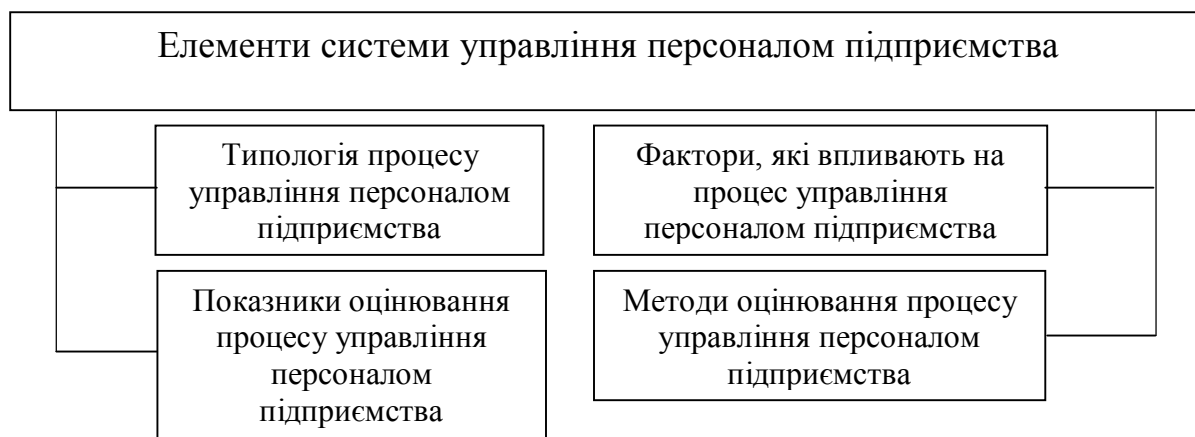 Елементи системи управління персоналом підприємства
Типологія процесу
управління персоналом
підприємства
Фактори, які впливають на
процес управління
персоналом підприємства
Показники оцінювання
процесу управління
персоналом
підприємства
Методи оцінювання процесу
управління персоналом
підприємства